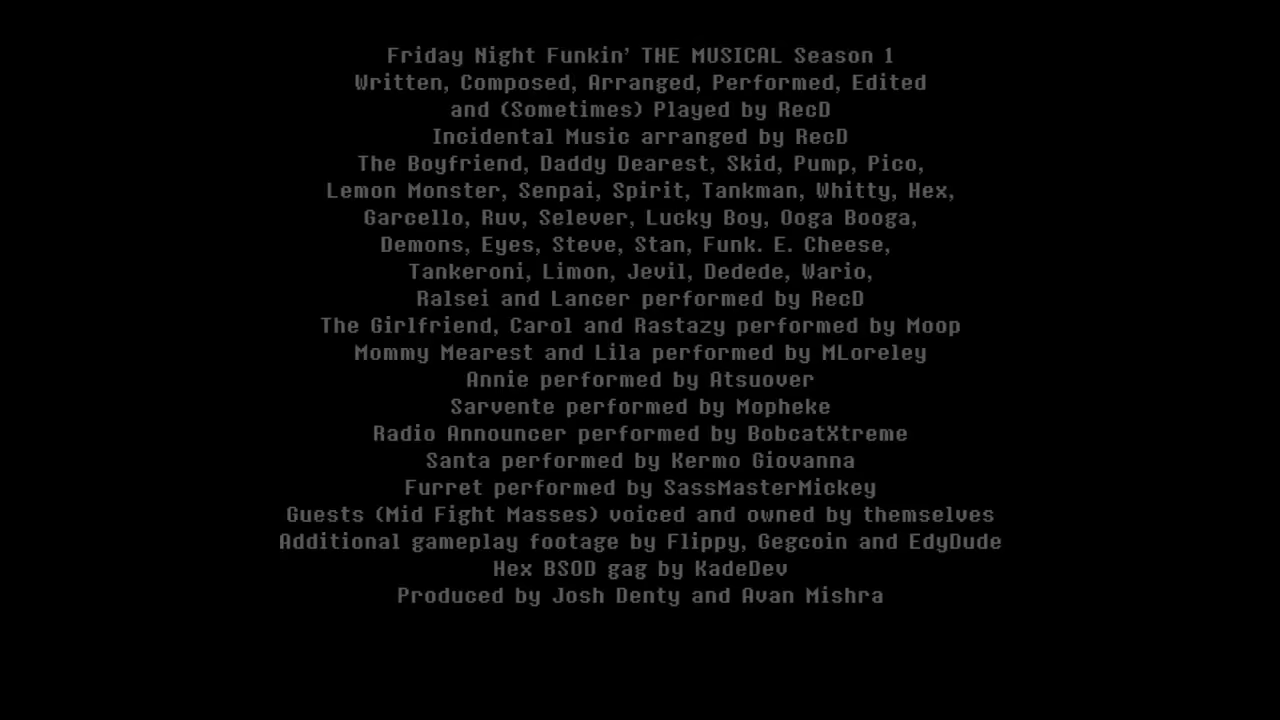 Friday Night Funkin' THE MUSICAL Season 1
Written, Composed, Arranged, Performed, Edited
and (Sometimes) Played by RecD
Incidental Music arranged by RecD
The Boyfriend, Daddy Dearest, Skid, Pump, Pico,
Lemon Monster, Senpai, Spirit, Tankman, Whitty, Hex,
Garcello, Ruv, Selever, Lucky Boy, Ooga Booga,
Demons, Eyes, Steve, Stan, Funk. E. Cheese,
Tankeroni, Limon, Jevil, Dedede, Wario,
Ralsei and Lancer performed by RecD
The Girlfriend, Carol and Rastazy performed by Moop
Mommy Mearest and Lila performed by MLoreley
Annie performed by Atsuover
Sarvente performed by Mopheke
Radio Announcer performed by BobcatXtreme
Santa performed by Kermo Giovanna
Furret performed by SassMasterMickey
Guests (Mid Fight Masses) voiced and owned by themselves
Additional gameplay footage by Flippy, Gegcoin and EdyDude
Hex BSOD gag by KadeDev
Produced by Josh Denty and Avan Mishra